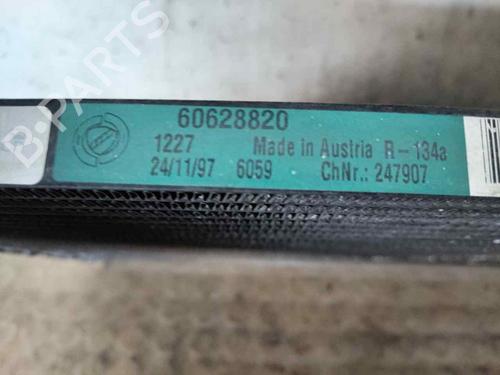 B-PARTS
60628820
1227 Made in Austria R-134a
24/11/97 6059 ChNr.: 247907